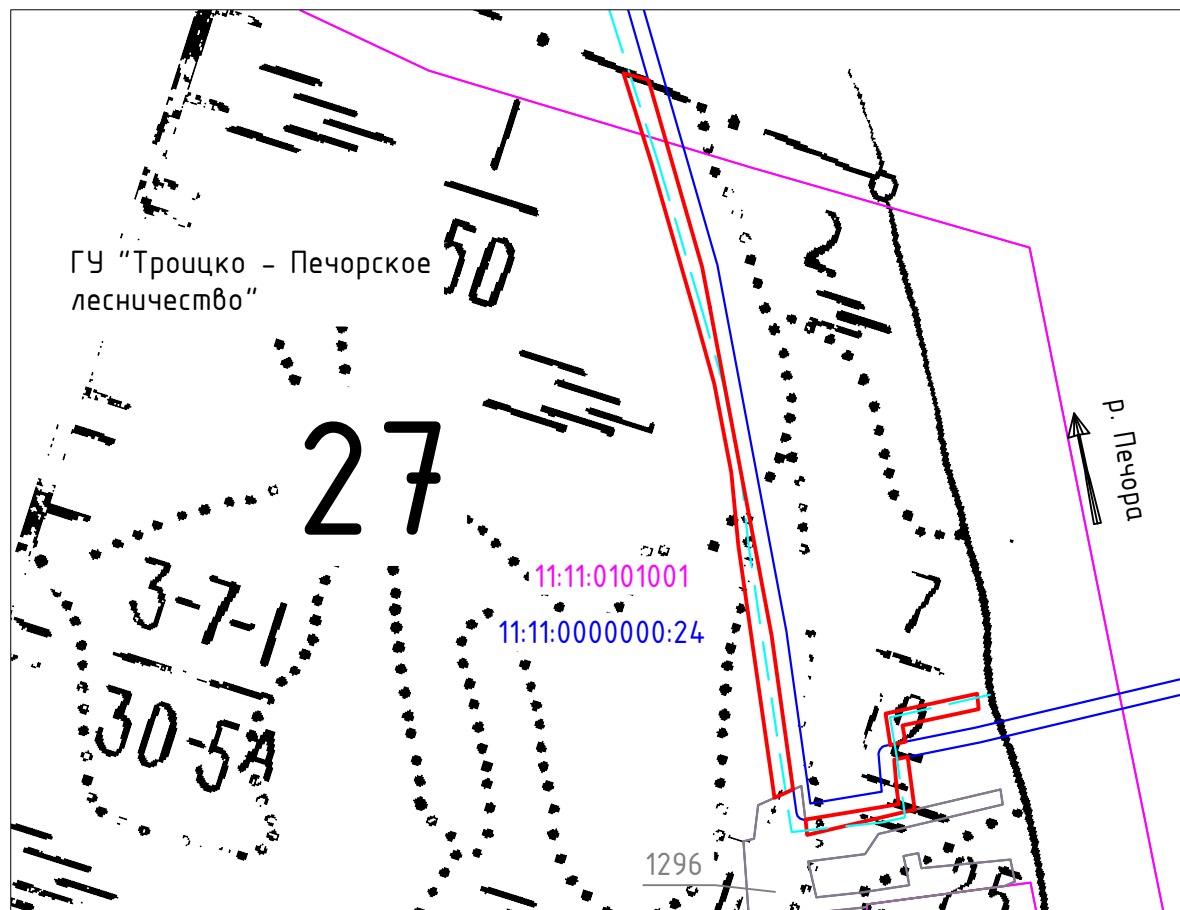 1
50
2
ГУ "Троицко - Печорское
лесничество"
27
р. Печора
11:11:0101001
3-7-1
30-5А
7
11:11:0000000:24
1296
25